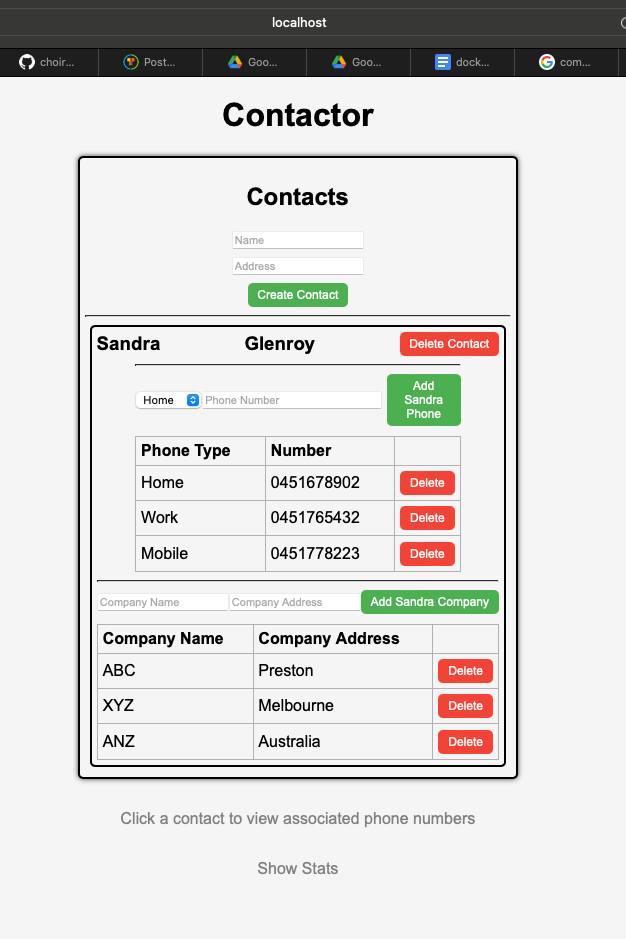 localhost
choir... Post... Goo... Goo... dock... com...
Contactor
Contacts
Name
Address
Create Contact
Sandra Glenroy Delete Contact
Home Phone Number Add Sandra Phone
Phone Type Number
Home 0451678902 Delete
Work 0451765432 Delete
Mobile 0451778223 Delete
Company Name Company Address Add Sandra Company
Company Name Company Address
ABC Preston Delete
XYZ Melbourne Delete
ANZ Australia Delete
Click a contact to view associated phone numbers
Show Stats